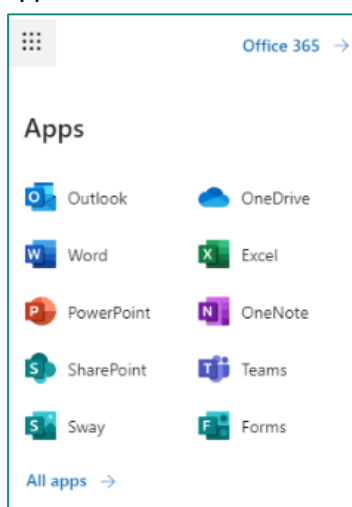 Office 365 →
Apps
Outlook OneDrive
Word Excel
PowerPoint OneNote
SharePoint Teams
Sway Forms
All apps →